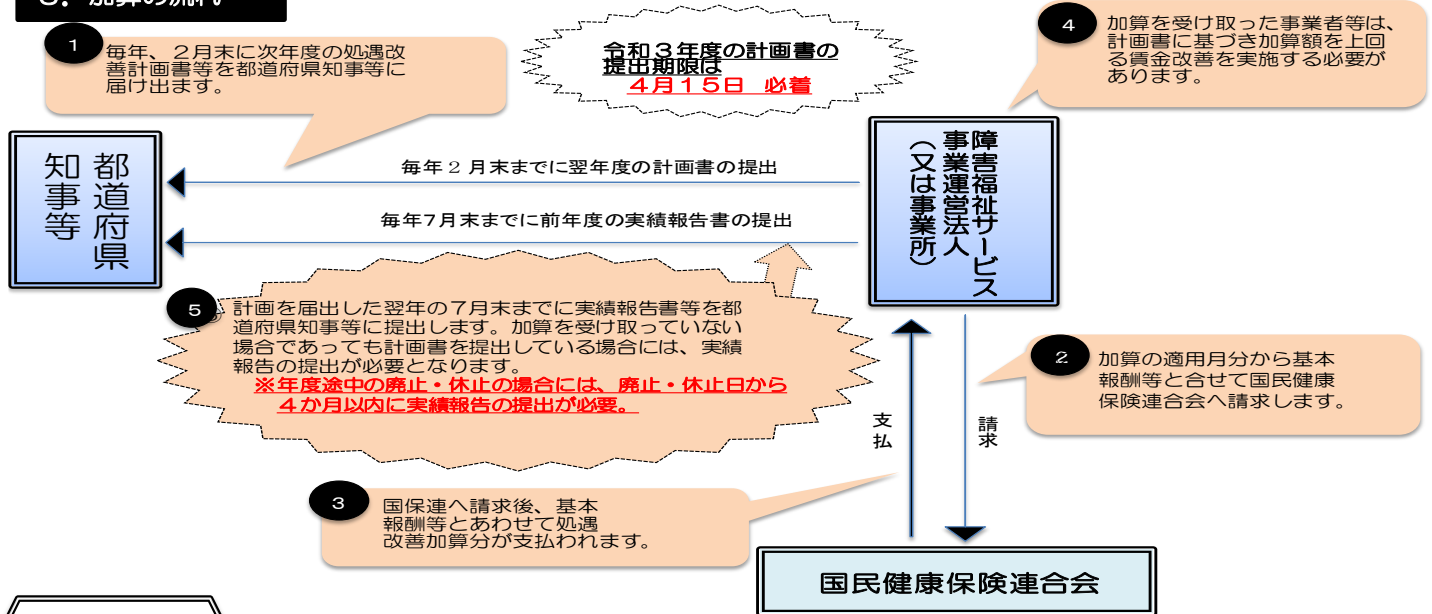 加算の流れ
1
毎年、２月末に次年度の処遇改
善計画書等を都道府県知事等に
届け出ます。
令和３年度の計画書の
提出期限は
４月１５日 必着
4
加算を受け取った事業者等は、
計画書に基づき加算額を上回
る賃金改善を実施する必要が
あります。
都道府県
知事等
毎年２月末までに翌年度の計画書の提出
毎年7月末までに前年度の実績報告書の提出
障害福祉サービス
事業運営法人
（又は事業所）
5
計画を届出した翌年の７月末までに実績報告書等を都
道府県知事等に提出します。加算を受け取っていない
場合であっても計画書を提出している場合には、実績
報告の提出が必要となります。
※年度途中の廃止・休止の場合には、廃止・休止日から
４か月以内に実績報告の提出が必要。
2
加算の適用月分から基本
報酬等と合せて国民健康
保険連合会へ請求します。
支払
請求
3
国保連へ請求後、基本
報酬等とあわせて処遇
改善加算分が支払われます。
国民健康保険連合会